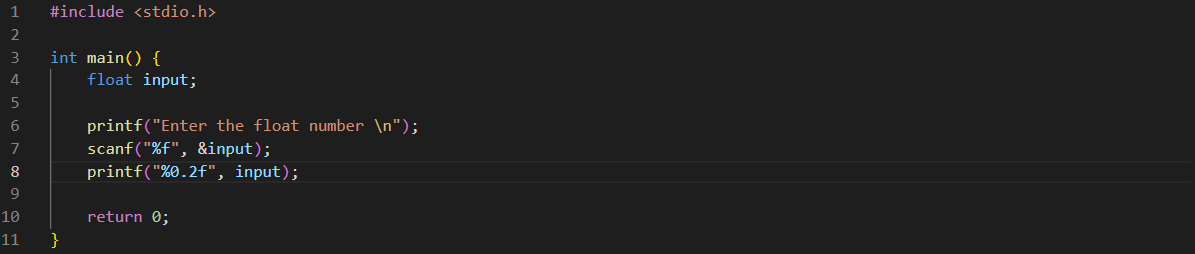 1 #include <stdio.h>
2
3 int main() {
4     float input;
5
6     printf("Enter the float number \n");
7     scanf("%f", &input);
8     printf("%0.2f", input);
9
10     return 0;
11 }